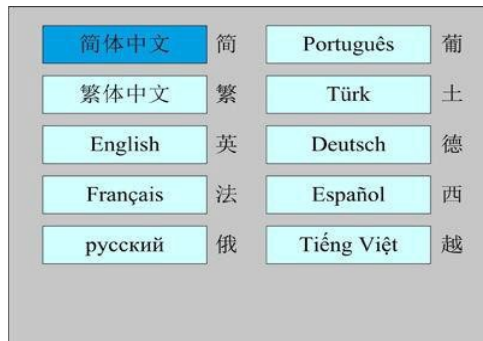 简体中文 简 Português 葡
繁体中文 繁 Türk 土
English 英 Deutsch 德
Français 法 Español 西
русский 俄 Tiếng Việt 越